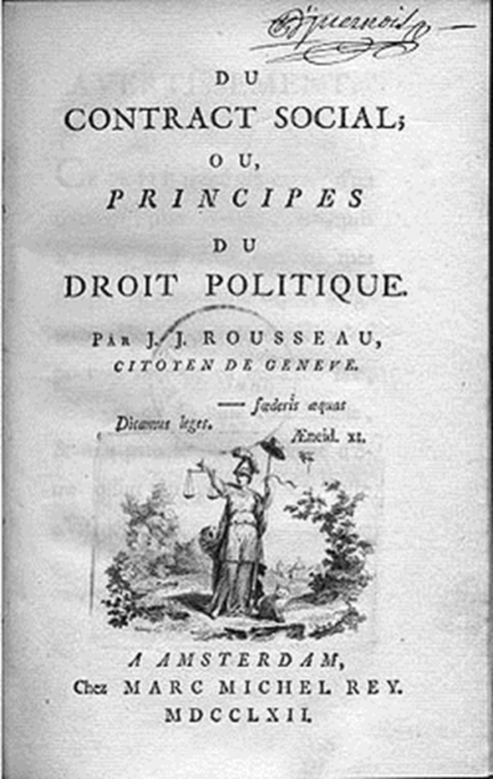 DU
CONTRACT SOCIAL;
OU,
PRINCIPES
DU
DROIT POLITIQUE.
PAR J. J. ROUSSEAU,
CITOYEN DE GENEVE.
— fœderis æquas
Dicamus leges.
Æneid. XI.
A AMSTERDAM,
Chez MARC MICHEL REY.
MDCCLXII.